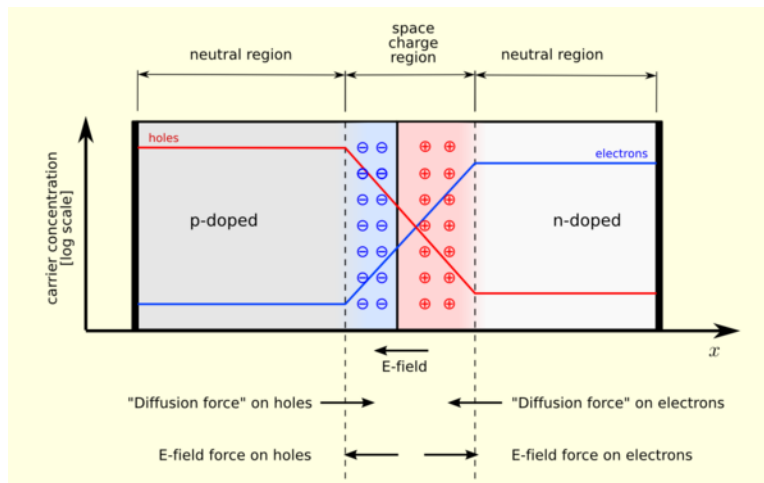 space
charge
region
neutral region
neutral region
holes
electrons
carrier concentration
[log scale]
p-doped
n-doped
x
E-field
"Diffusion force" on holes
"Diffusion force" on electrons
E-field force on holes
E-field force on electrons